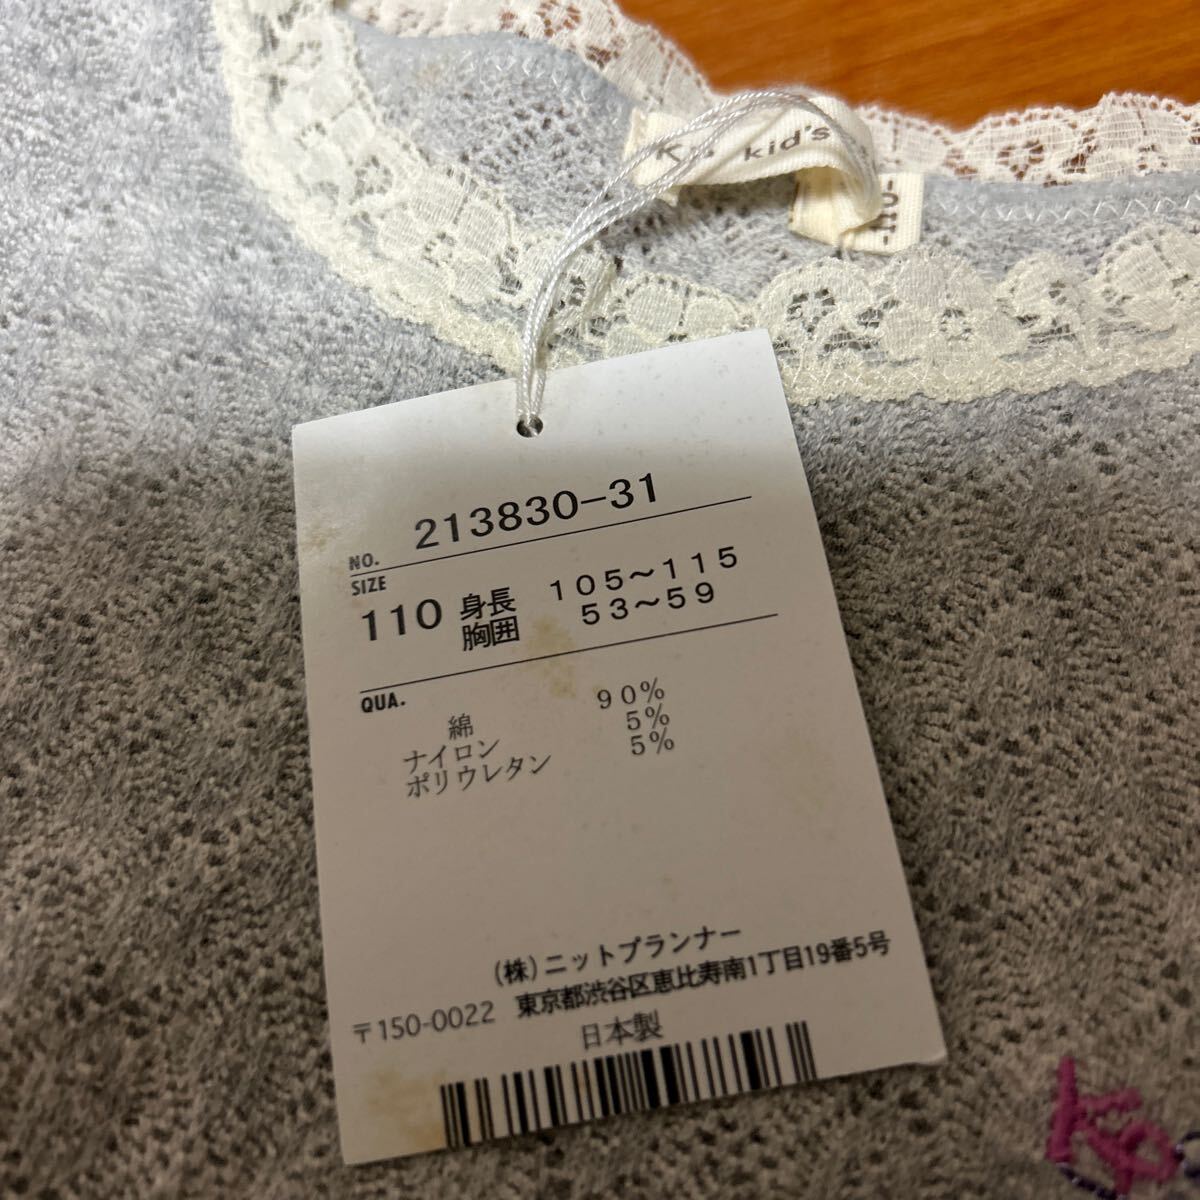 kid's
NO. 213830-31
SIZE
110 身長 105～115
胸囲 53～59
QUA.
綿 90%
ナイロン 5%
ポリウレタン 5%
(株)ニットプランナー
〒150-0022 東京都渋谷区恵比寿南1丁目19番5号
日本製
KP